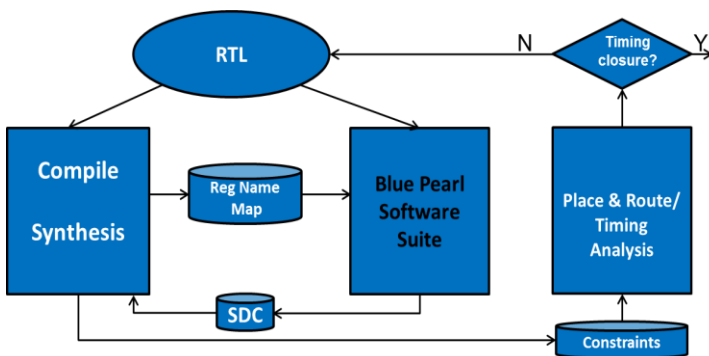 RTL
N
Timing
closure?
Y
Compile
Synthesis
Reg Name
Map
Blue Pearl
Software
Suite
Place & Route/
Timing
Analysis
SDC
Constraints